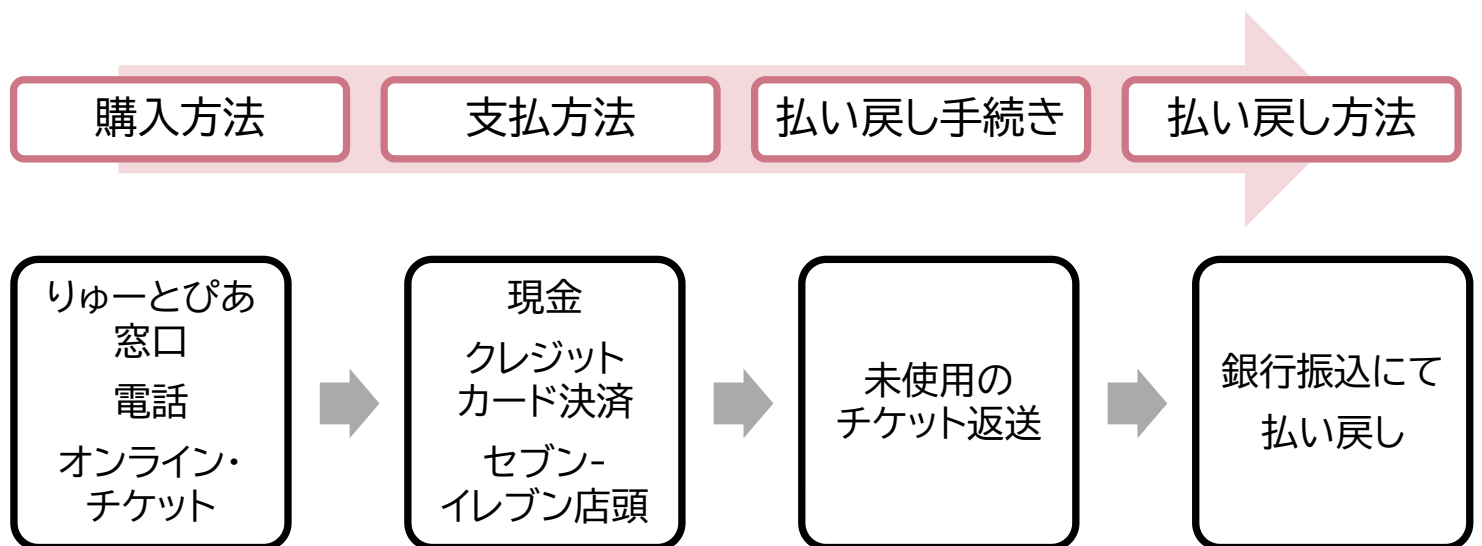 購入方法
支払方法
払い戻し手続き
払い戻し方法
りゅーとぴあ
窓口
電話
オンライン・
チケット
現金
クレジット
カード決済
セブン-
イレブン店頭
未使用の
チケット返送
銀行振込にて
払い戻し